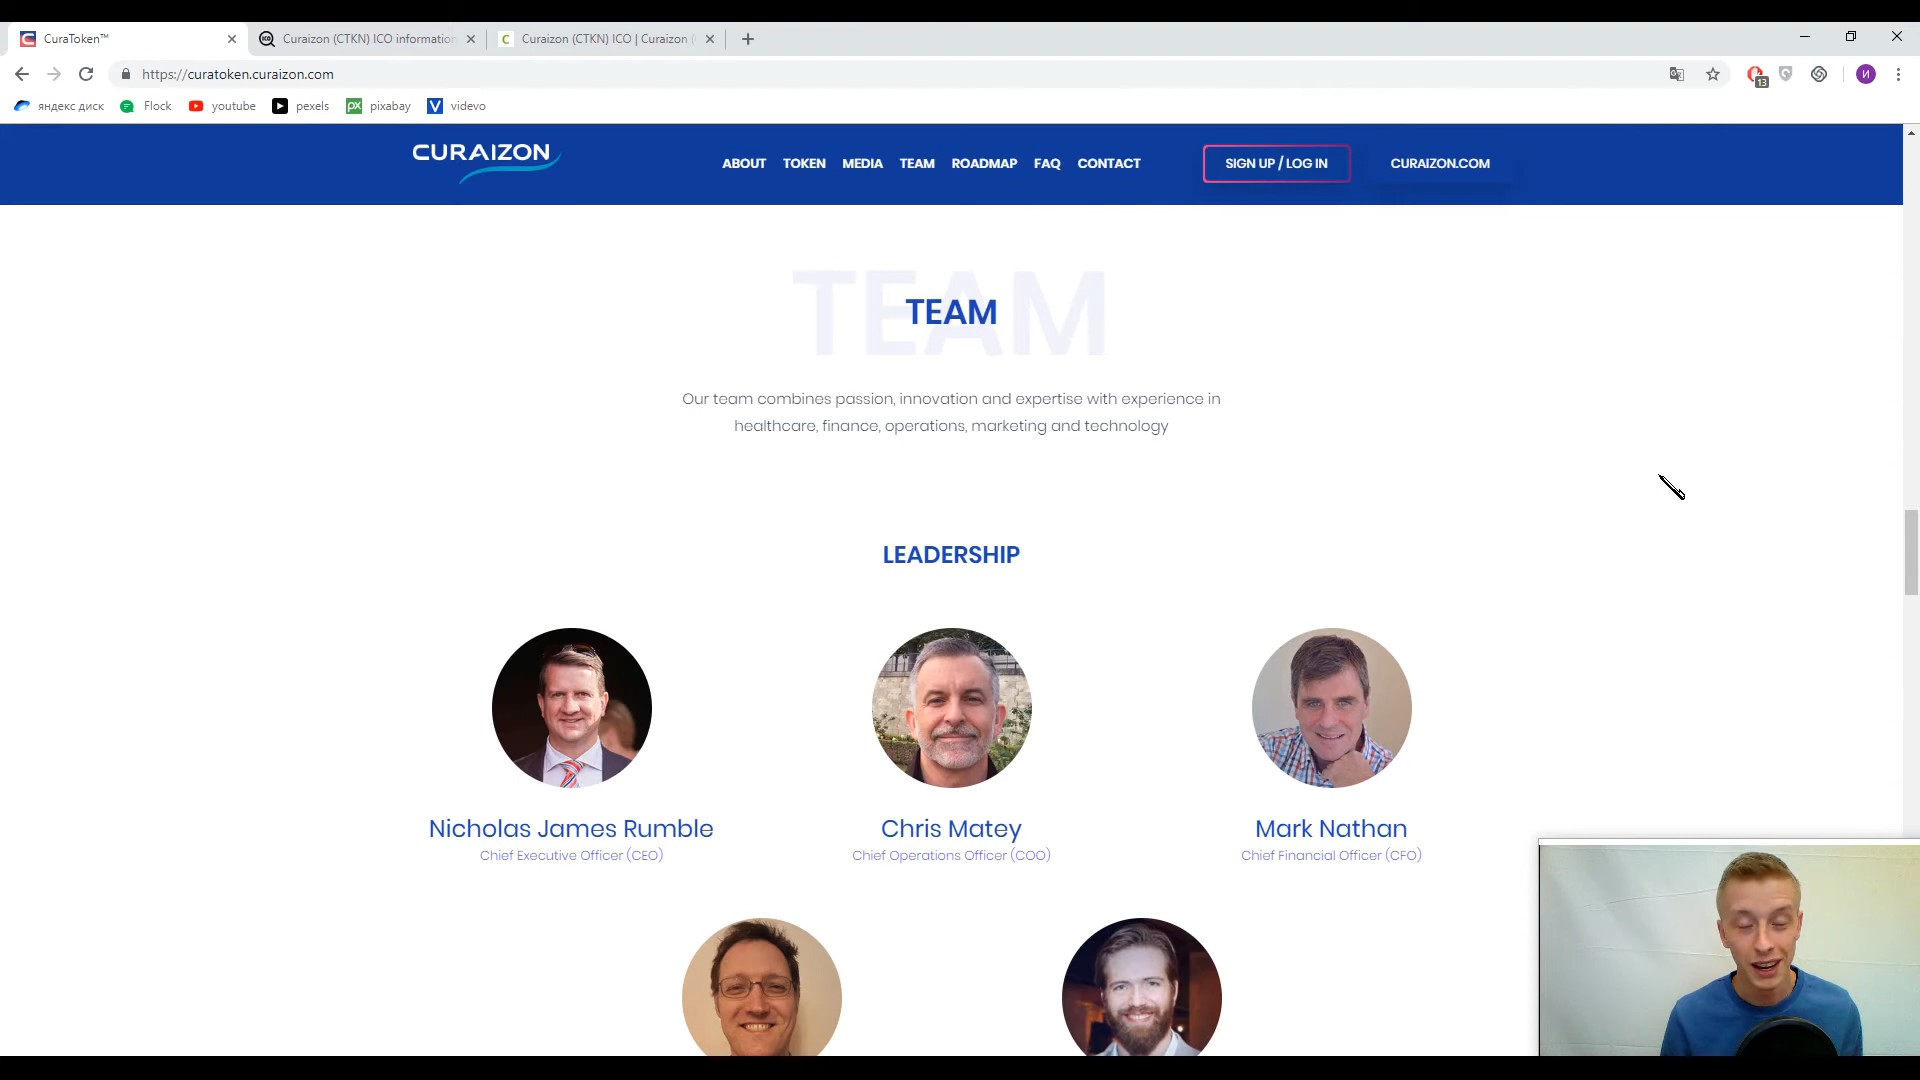 CuraToken™
Curaizon (CTKN) ICO information
Curaizon (CTKN) ICO | Curaizon (
https://curatoken.curaizon.com
13
И
яндекс диск
Flock
youtube
px
pexels
pixabay
videvo
CURAIZON
ABOUT
TOKEN
MEDIA
TEAM
ROADMAP
FAQ
CONTACT
SIGN UP / LOG IN
CURAIZON.COM
TEAM
TEAM
Our team combines passion, innovation and expertise with experience in
healthcare, finance, operations, marketing and technology
LEADERSHIP
Nicholas James Rumble
Chief Executive Officer (CEO)
Chris Matey
Chief Operations Officer (COO)
Mark Nathan
Chief Financial Officer (CFO)